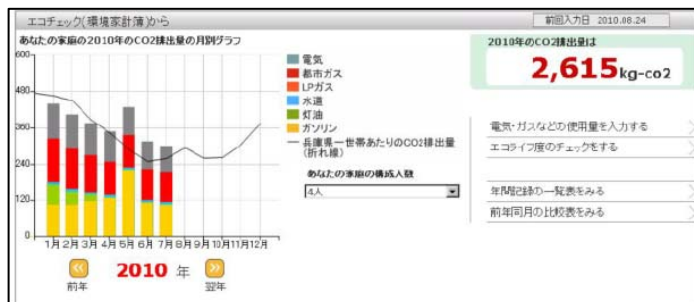 エコチェック(環境家計簿)から
前回入力日 2010.08.24
あなたの家庭の2010年のCO2排出量の月別グラフ
600
480
360
240
120
0
1月 2月 3月 4月 5月 6月 7月 8月 9月 10月 11月 12月
電気
都市ガス
LPガス
水道
灯油
ガソリン
兵庫県一世帯あたりのCO2排出量
(折れ線)
あなたの家庭の構成人数
4人
前年
2010 年
翌年
2010年のCO2排出量は
2,615kg-co2
電気・ガスなどの使用量を入力する
エコライフ度のチェックをする
年間記録の一覧表をみる
前年同月の比較表をみる